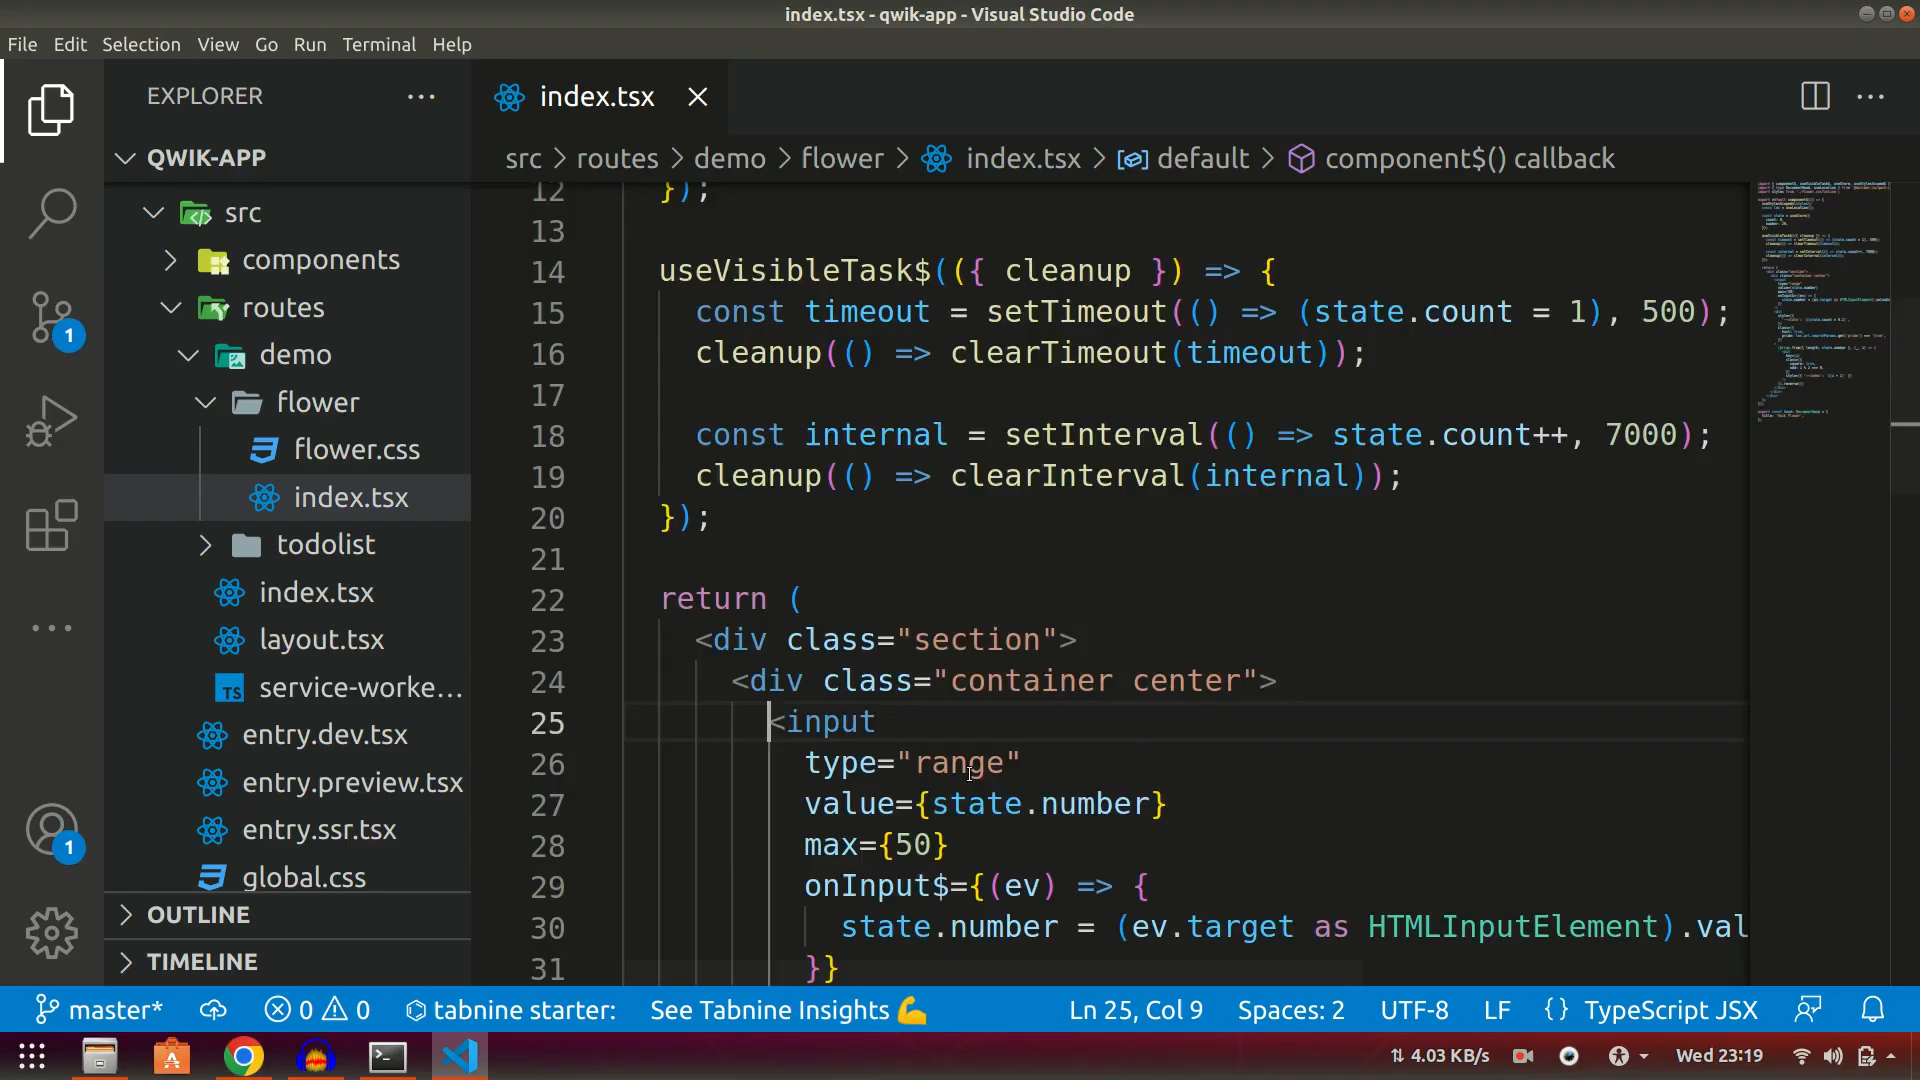 index.tsx - qwik-app - Visual Studio Code
File Edit Selection View Go Run Terminal Help
EXPLORER
index.tsx
QWIK-APP
src > routes > demo > flower > index.tsx > default > component$() callback
src
components
routes
demo
flower
flower.css
index.tsx
todolist
index.tsx
layout.tsx
TS service-worke...
entry.dev.tsx
entry.preview.tsx
entry.ssr.tsx
global.css
OUTLINE
TIMELINE
1
1
12 });
13
14 useVisibleTask$(({ cleanup }) => {
15 const timeout = setTimeout(() => (state.count = 1), 500);
16 cleanup(() => clearTimeout(timeout));
17
18 const internal = setInterval(() => state.count++, 7000);
19 cleanup(() => clearInterval(internal));
20 });
21
22 return (
23 <div class="section">
24 <div class="container center">
25 <input
26 type="range"
27 value={state.number}
28 max={50}
29 onInput$={(ev) => {
30 state.number = (ev.target as HTMLInputElement).val
31 }}
master* 0 0 tabnine starter: See Tabnine Insights Ln 25, Col 9 Spaces: 2 UTF-8 LF {} TypeScript JSX
4.03 KB/s Wed 23:19